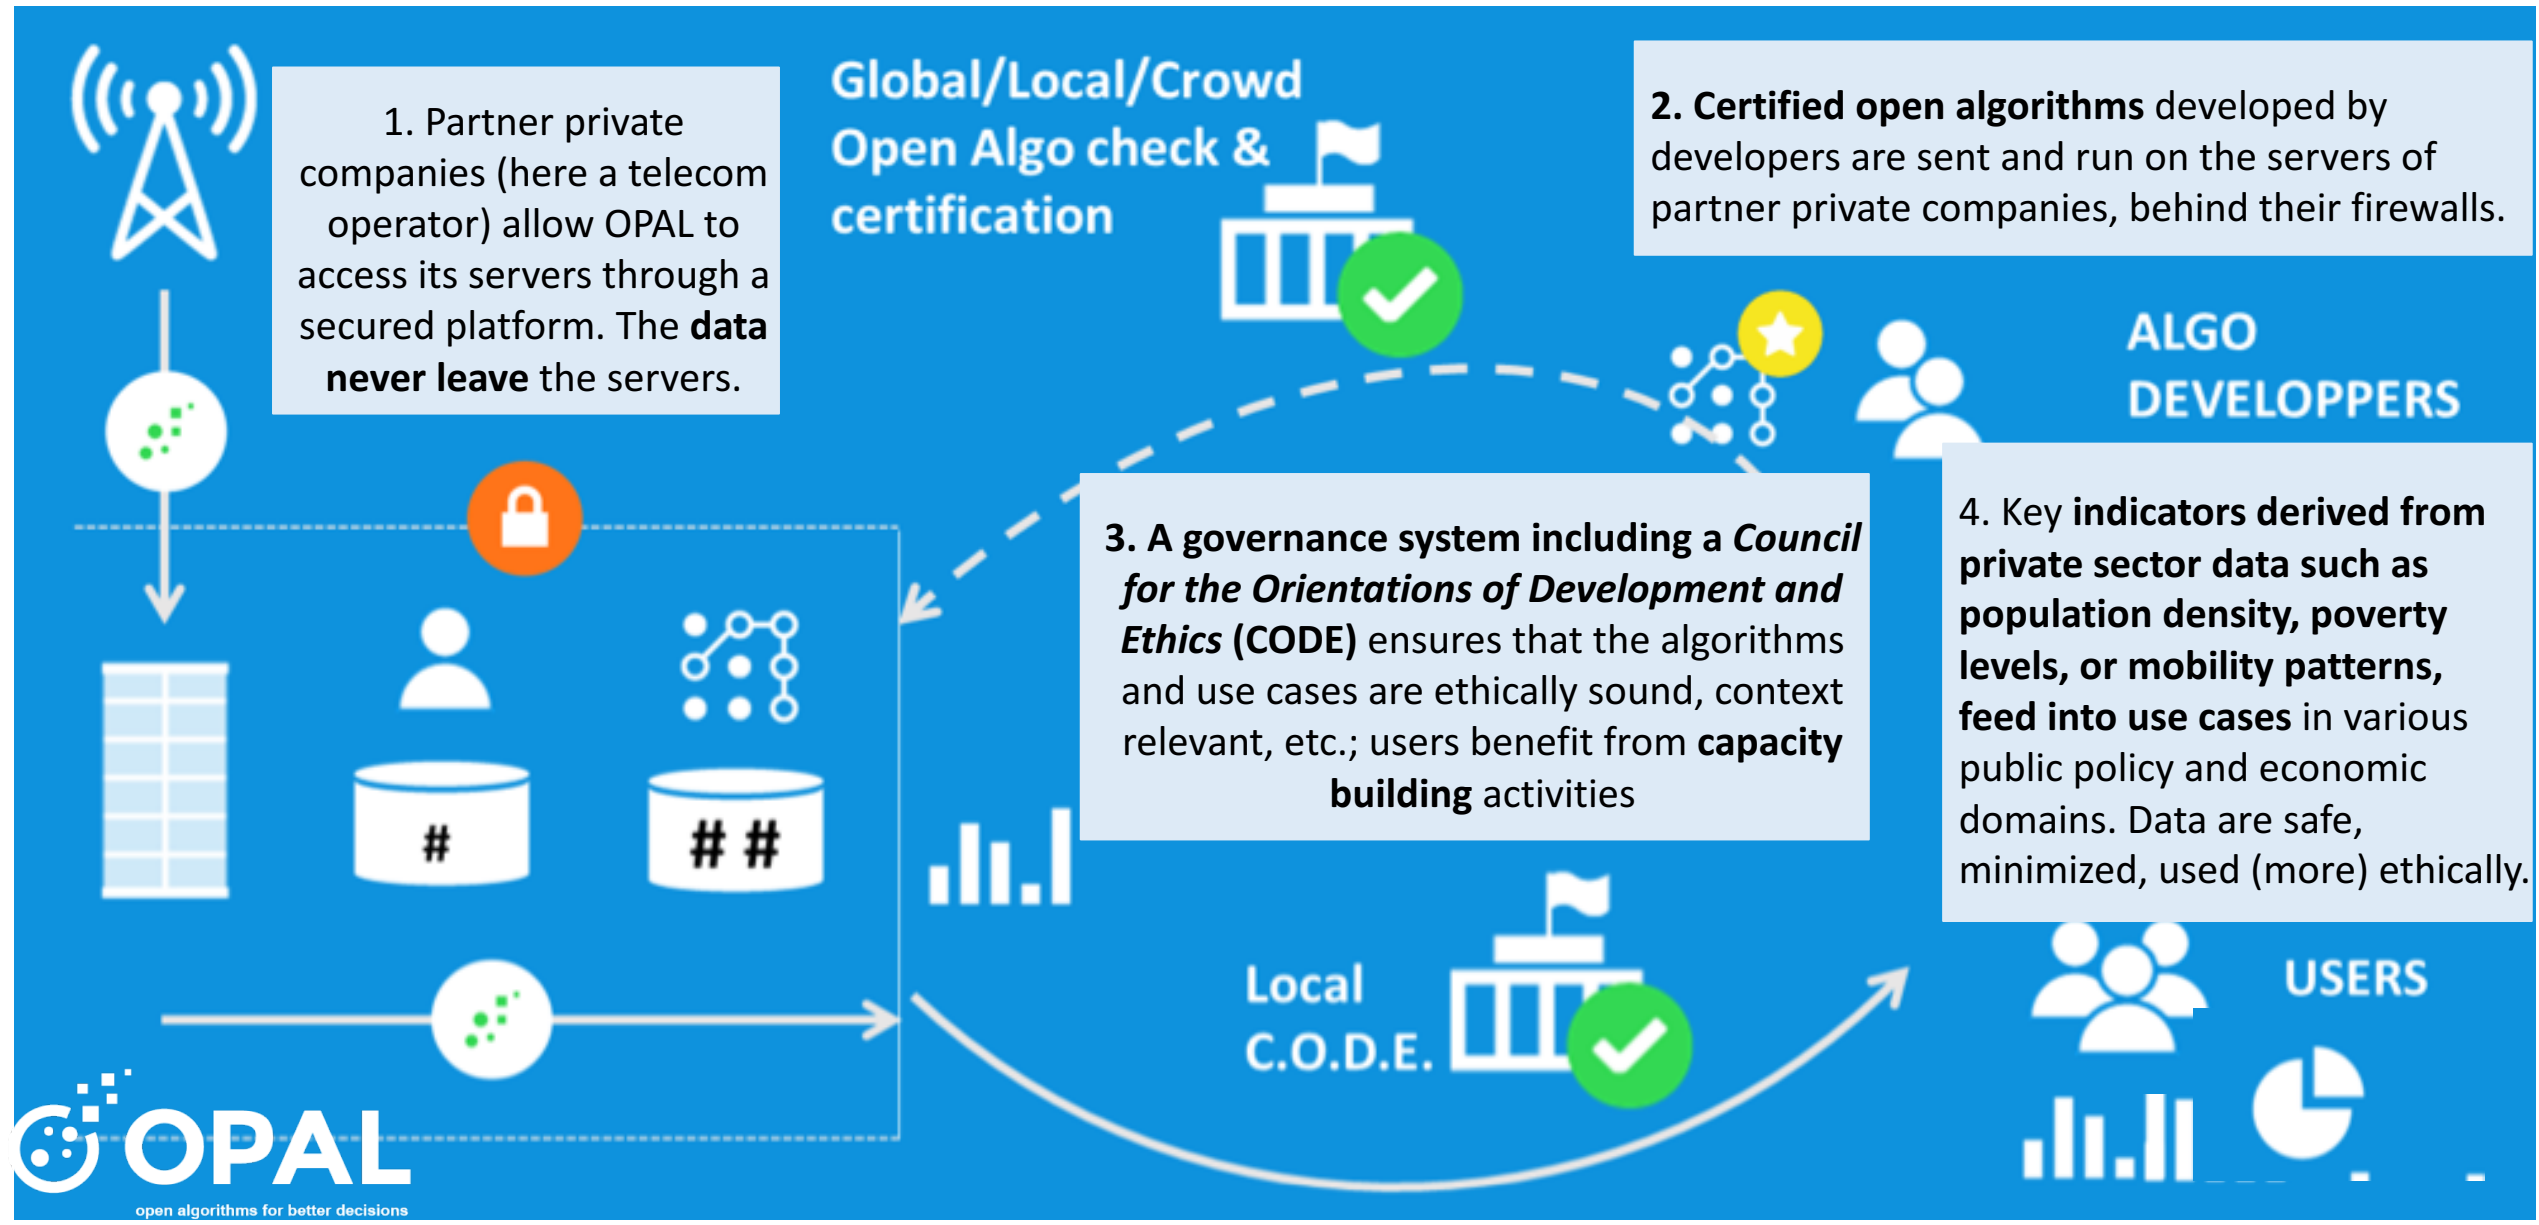 1. Partner private
companies (here a telecom
operator) allow OPAL to
access its servers through a
secured platform. The data
never leave the servers.
Global/Local/Crowd
Open Algo check &
certification
2. Certified open algorithms developed by
developers are sent and run on the servers of
partner private companies, behind their firewalls.
ALGO
DEVELOPPERS
3. A governance system including a Council
for the Orientations of Development and
Ethics (CODE) ensures that the algorithms
and use cases are ethically sound, context
relevant, etc.; users benefit from capacity
building activities
4. Key indicators derived from
private sector data such as
population density, poverty
levels, or mobility patterns,
feed into use cases in various
public policy and economic
domains. Data are safe,
minimized, used (more) ethically.
#
# #
Local
C.O.D.E.
USERS
OPAL
open algorithms for better decisions